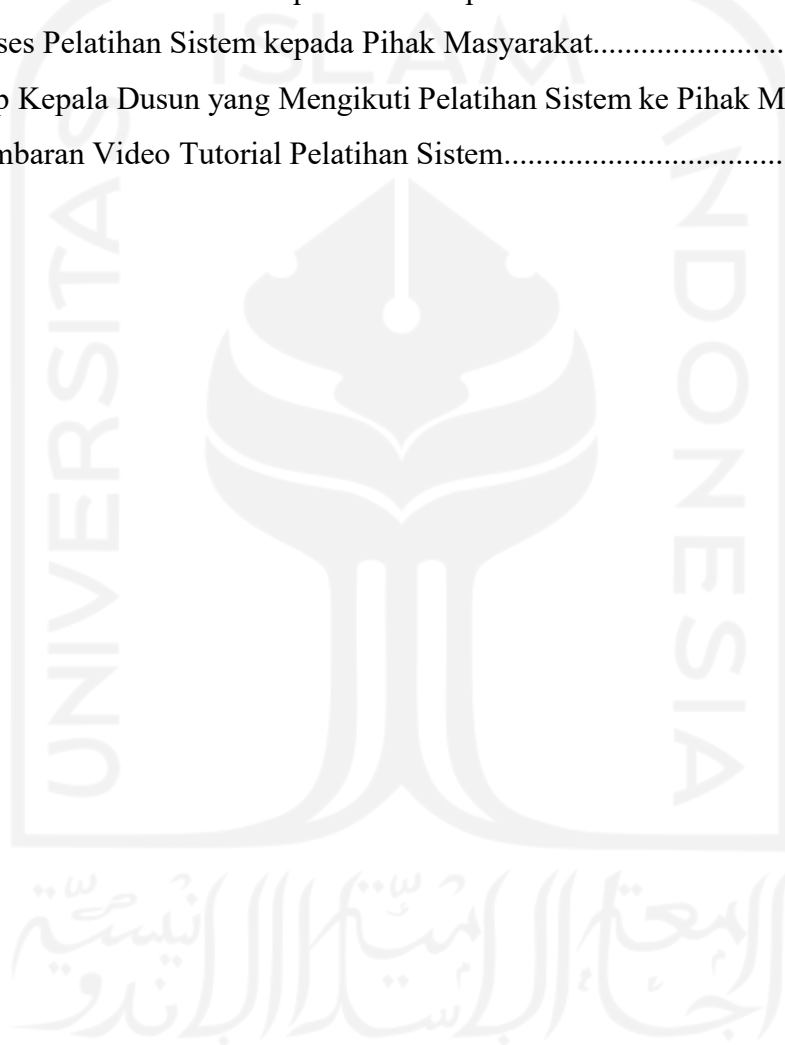 ses Pelatihan Sistem kepada Pihak Masyarakat........................
p Kepala Dusun yang Mengikuti Pelatihan Sistem ke Pihak M
mbaran Video Tutorial Pelatihan Sistem...................................
ISLAM
UNIVERSITAS
INDONESIA